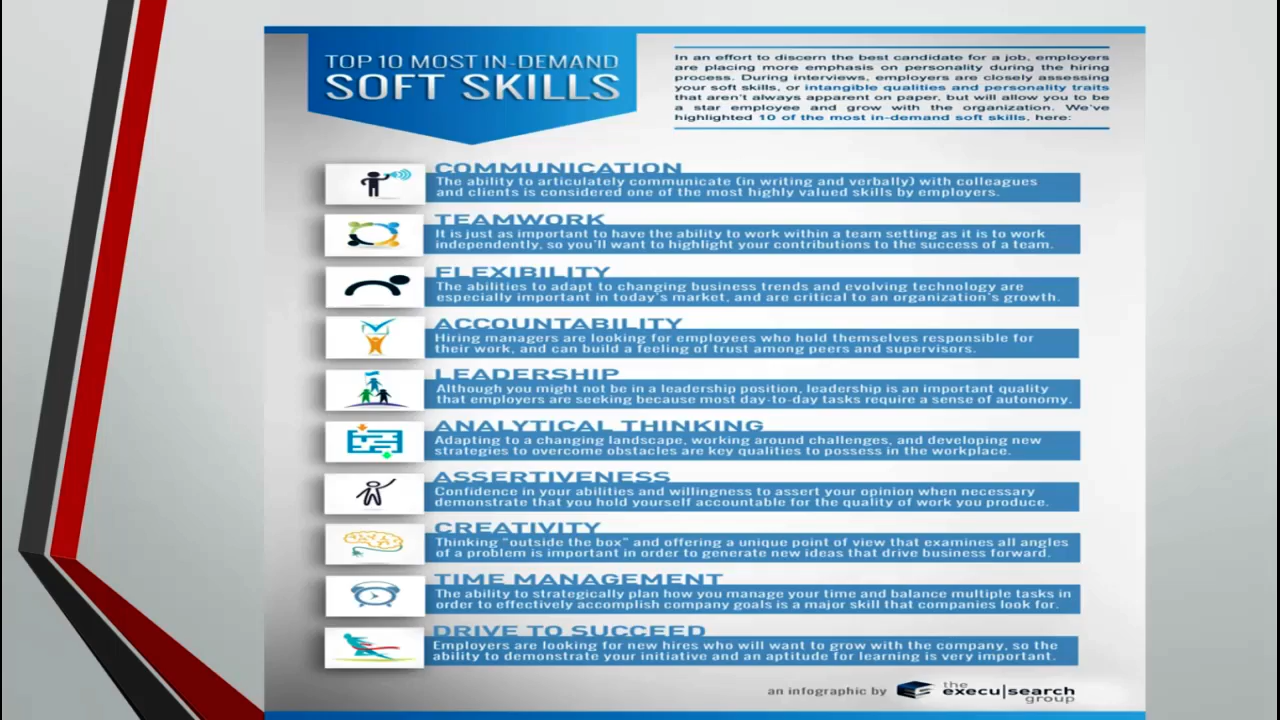 TOP 10 MOST IN-DEMAND
SOFT SKILLS
In an effort to discern the best candidate for a job, employers
are placing more emphasis on personality during the hiring
process. During interviews, employers are closely assessing
your soft skills, or intangible qualities and personality traits
that aren't always apparent on paper, but will allow you to be
a star employee and grow with the organization. We've
highlighted 10 of the most in-demand soft skills, here:
COMMUNICATION
The ability to articulately communicate (in writing and verbally) with colleagues
and clients is considered one of the most highly valued skills by employers.
TEAMWORK
It is just as important to have the ability to work within a team setting as it is to work
independently, so you'll want to highlight your contributions to the success of a team.
FLEXIBILITY
The abilities to adapt to changing business trends and evolving technology are
especially important in today's market, and are critical to an organization's growth.
ACCOUNTABILITY
Hiring managers are looking for employees who hold themselves responsible for
their work, and can build a feeling of trust among peers and supervisors.
LEADERSHIP
Although you might not be in a leadership position, leadership is an important quality
that employers are seeking because most day-to-day tasks require a sense of autonomy.
ANALYTICAL THINKING
Adapting to a changing landscape, working around challenges, and developing new
strategies to overcome obstacles are key qualities to possess in the workplace.
ASSERTIVENESS
Confidence in your abilities and willingness to assert your opinion when necessary
demonstrate that you hold yourself accountable for the quality of work you produce.
CREATIVITY
Thinking "outside the box" and offering a unique point of view that examines all angles
of a problem is important in order to generate new ideas that drive business forward.
TIME MANAGEMENT
The ability to strategically plan how you manage your time and balance multiple tasks in
order to effectively accomplish company goals is a major skill that companies look for.
DRIVE TO SUCCEED
Employers are looking for new hires who will want to grow with the company, so the
ability to demonstrate your initiative and an aptitude for learning is very important.
an infographic by
the
execu|search
group